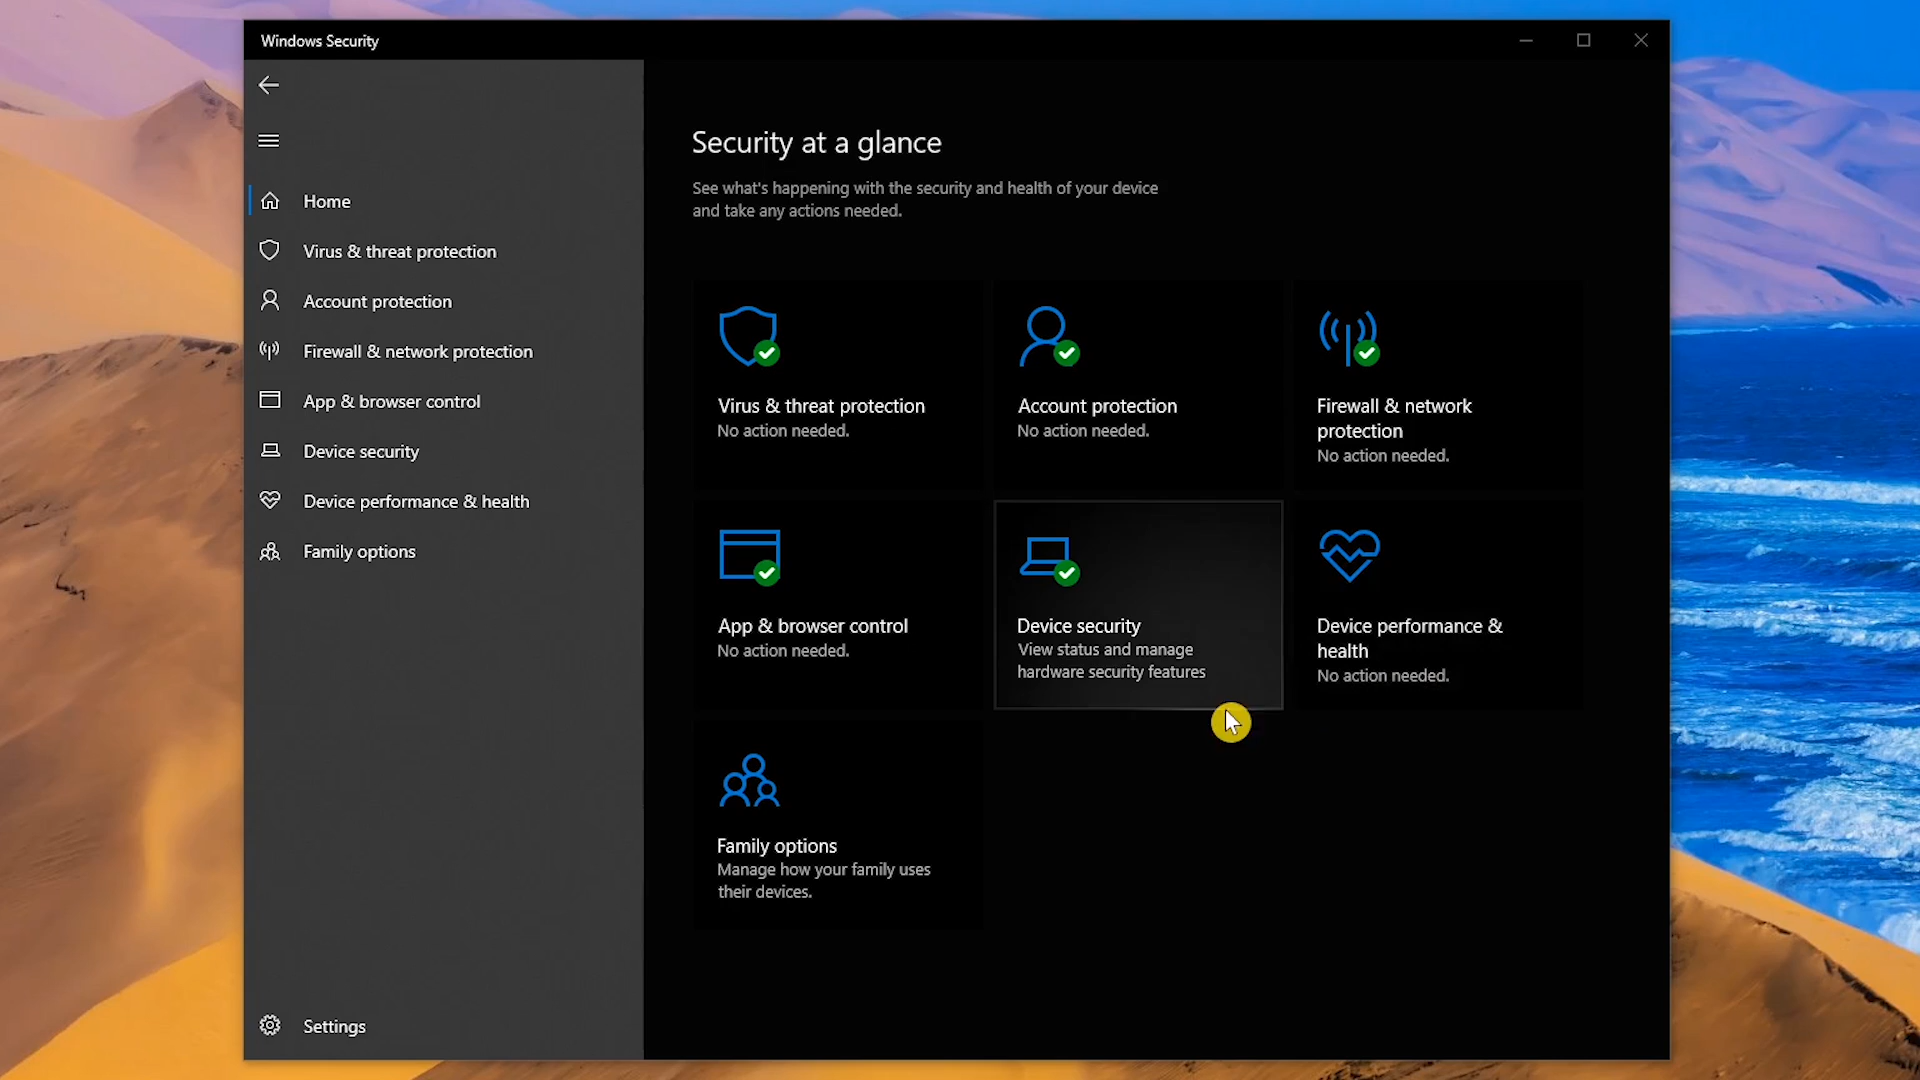 Windows Security
Home
Virus & threat protection
Account protection
Firewall & network protection
App & browser control
Device security
Device performance & health
Family options
Settings
Security at a glance
See what's happening with the security and health of your device
and take any actions needed.
Virus & threat protection
No action needed.
Account protection
No action needed.
Firewall & network
protection
No action needed.
App & browser control
No action needed.
Device security
View status and manage
hardware security features
Device performance &
health
No action needed.
Family options
Manage how your family uses
their devices.